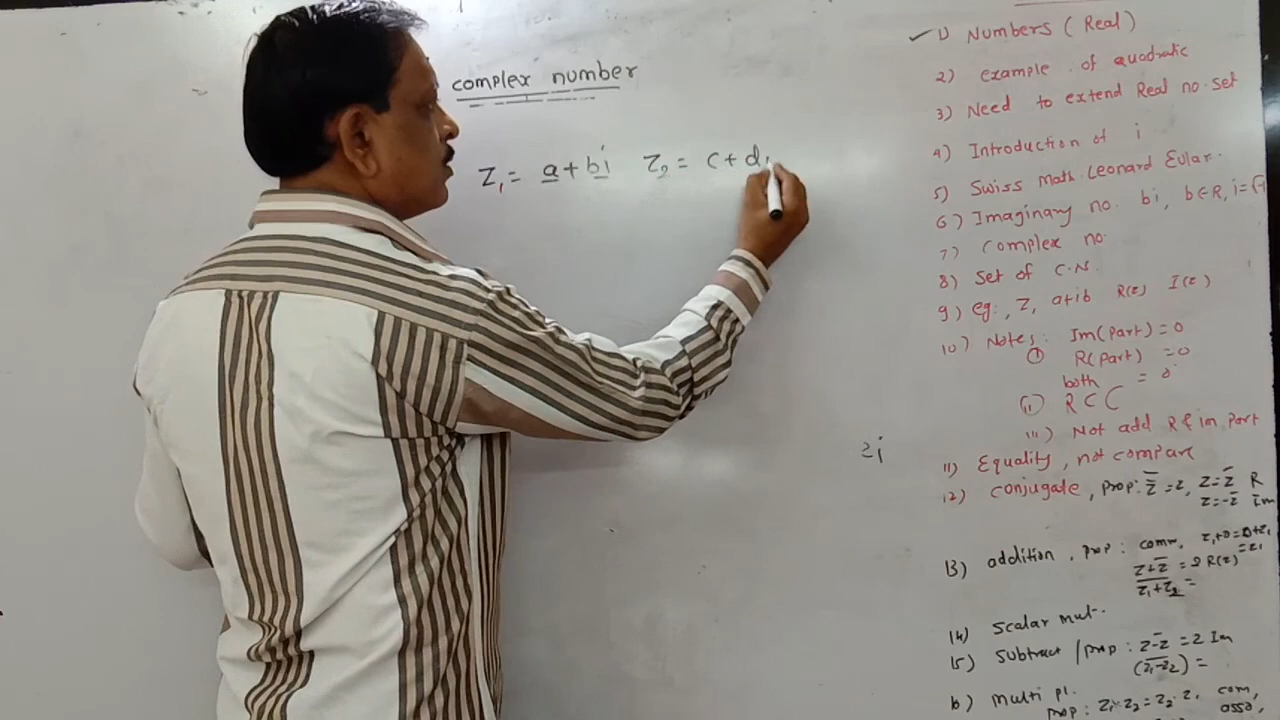 complex number
Z₁ = a + bi   Z₂ = c + di
2i
1) Numbers (Real)
2) example of quadratic
3) Need to extend Real no. set
4) Introduction of i
5) Swiss Math. Leonard Eular.
6) Imaginary no. bi, b∈R, i=√-1
7) complex no.
8) Set of C.N.
9) eg:, Z, a+ib R(z) I(z)
10) Notes: Im(part) = 0
(i) R(part) = 0
both = 0
(ii) R ⊂ C
iii) Not add R & im part
11) Equality, not compare
12) conjugate, prop: z̿ = z, z = z̄ R
z = -z̄ Im
13) addition, prop: comm, z₁+0=0+z₁
=z₁
z+z̄ = 2 R(z)
\overline{z₁+z₂} =
14) Scalar mul-.
15) Subtract / prop: z-z̄ = 2 Im
(\overline{z₁-z₂}) =
6) multi pl.
prop: z₁·z₂ = z₂·z₁ com,
asso,